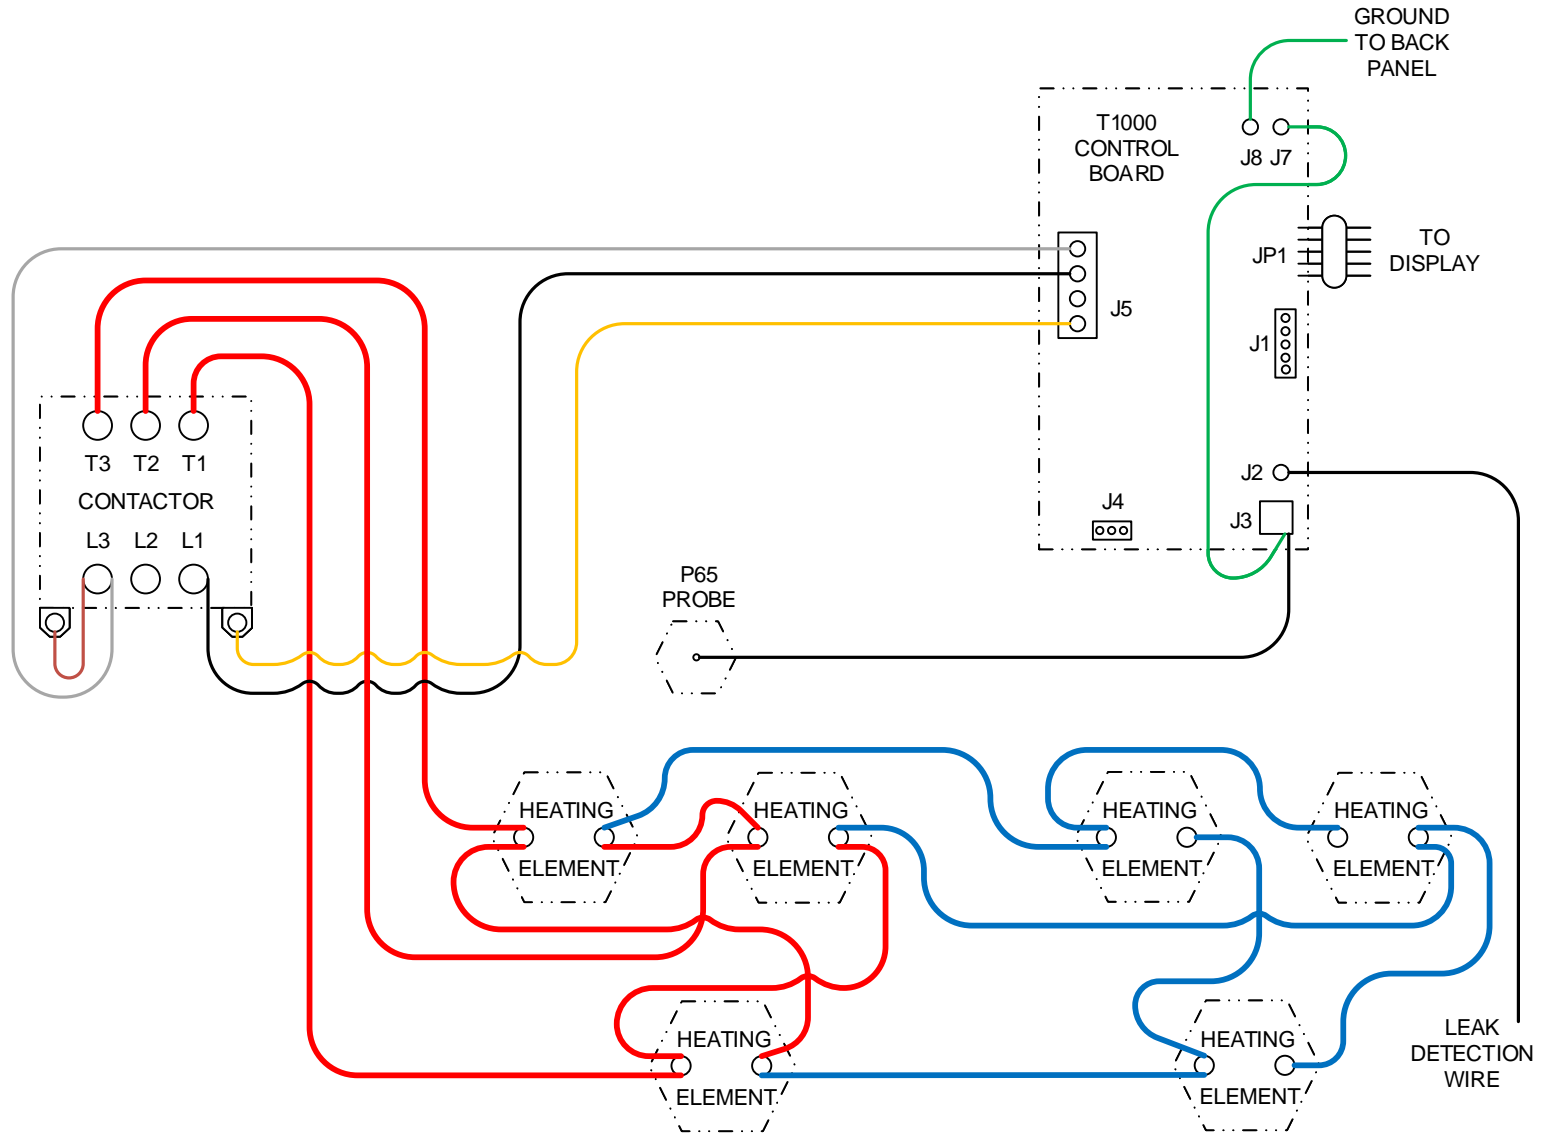 GROUND
TO BACK
PANEL
T1000
CONTROL
BOARD
J8 J7
JP1
TO
DISPLAY
J5
J1
T3 T2 T1
CONTACTOR
L3 L2 L1
J2
J4
J3
P65
PROBE
HEATING
ELEMENT
HEATING
ELEMENT
HEATING
ELEMENT
HEATING
ELEMENT
HEATING
ELEMENT
HEATING
ELEMENT
LEAK
DETECTION
WIRE